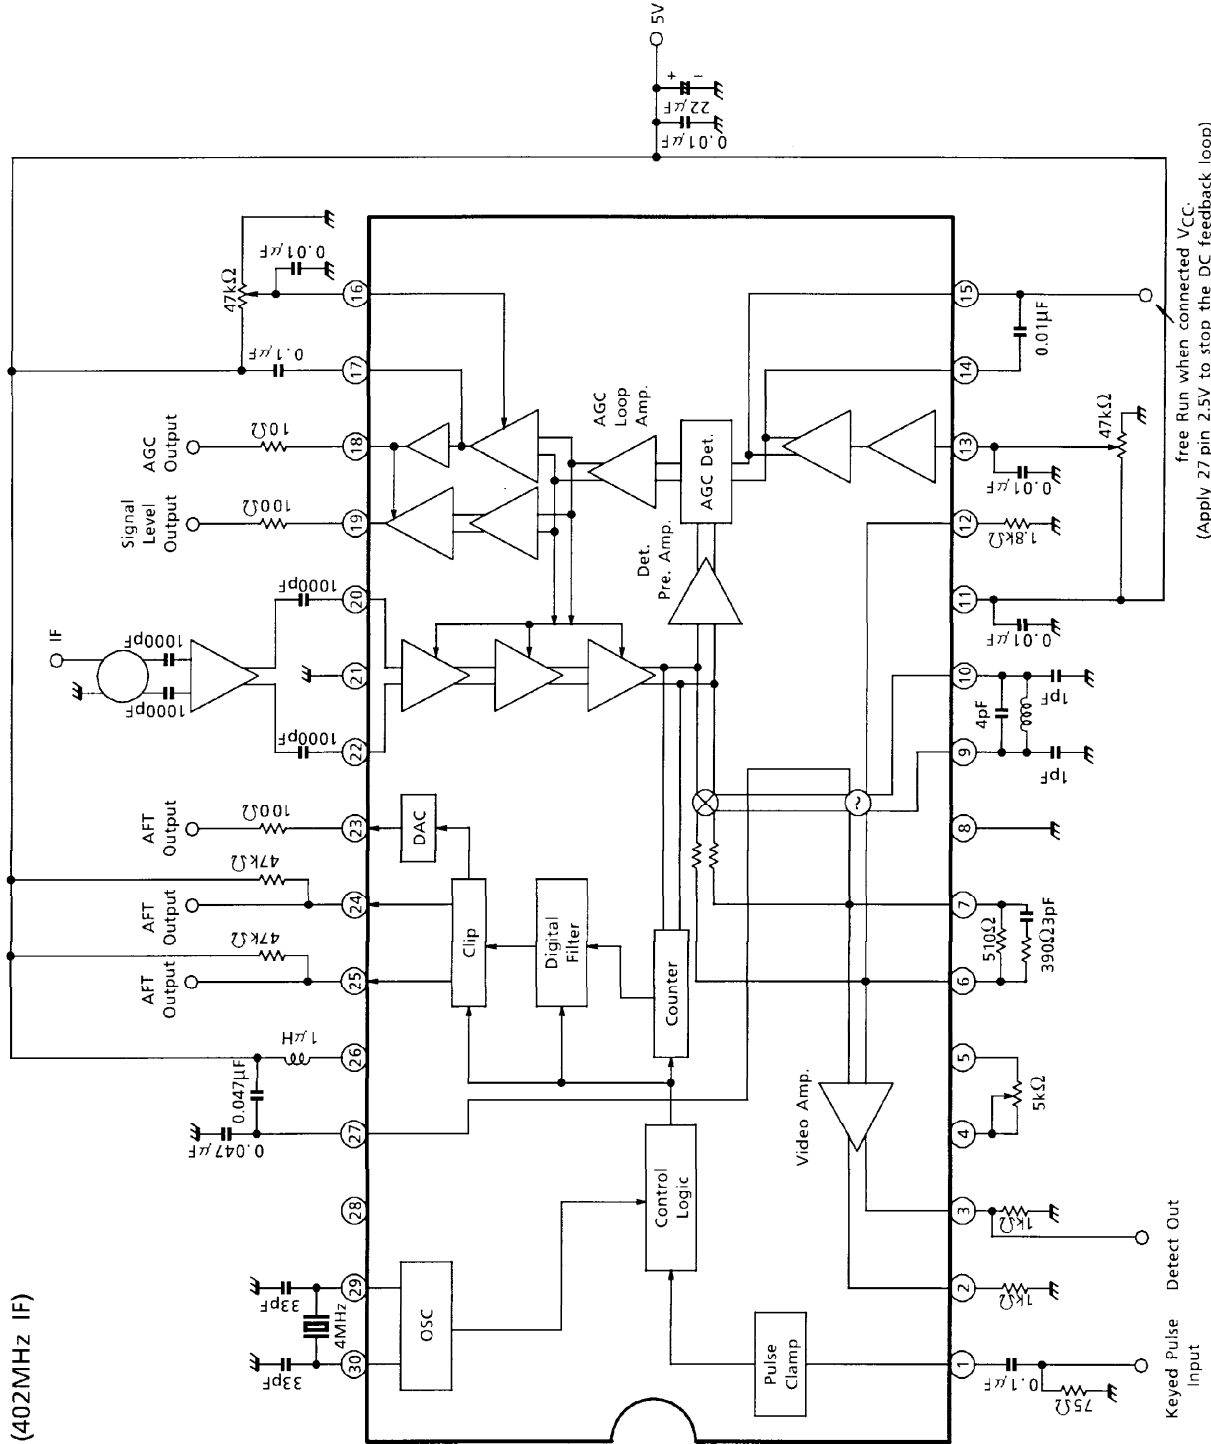 (402MHz IF)
5V
22μF
0.01μF
+
−
IF
1000pF
1000pF
1000pF
1000pF
AFT
Output
AFT
Output
AFT
Output
Signal
Level
Output
AGC
Output
47kΩ
47kΩ
100Ω
100Ω
10Ω
0.1μF
47kΩ
0.01μF
33pF
33pF
4MHz
0.047μF
0.047μF
1μH
30
29
28
27
26
25
24
23
22
21
20
19
18
17
16
OSC
Control
Logic
Pulse
Clamp
Clip
DAC
Digital
Filter
Counter
Det.
Pre. Amp.
AGC
Loop
Amp.
AGC Det.
Video Amp.
~
1
2
3
4
5
6
7
8
9
10
11
12
13
14
15
0.1μF
75Ω
1kΩ
1kΩ
5kΩ
510Ω
390Ω
3pF
4pF
1pF
1pF
0.01μF
1.8kΩ
0.01μF
47kΩ
0.01μF
Keyed Pulse
Input
Detect Out
free Run when connected VCC.
(Apply 27 pin 2.5V to stop the DC feedback loop)